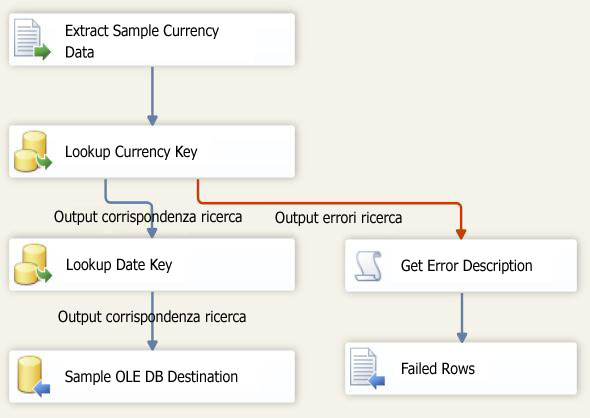 Extract Sample Currency
Data
Lookup Currency Key
Output corrispondenza ricerca
Output errori ricerca
Lookup Date Key
Get Error Description
Output corrispondenza ricerca
Sample OLE DB Destination
Failed Rows